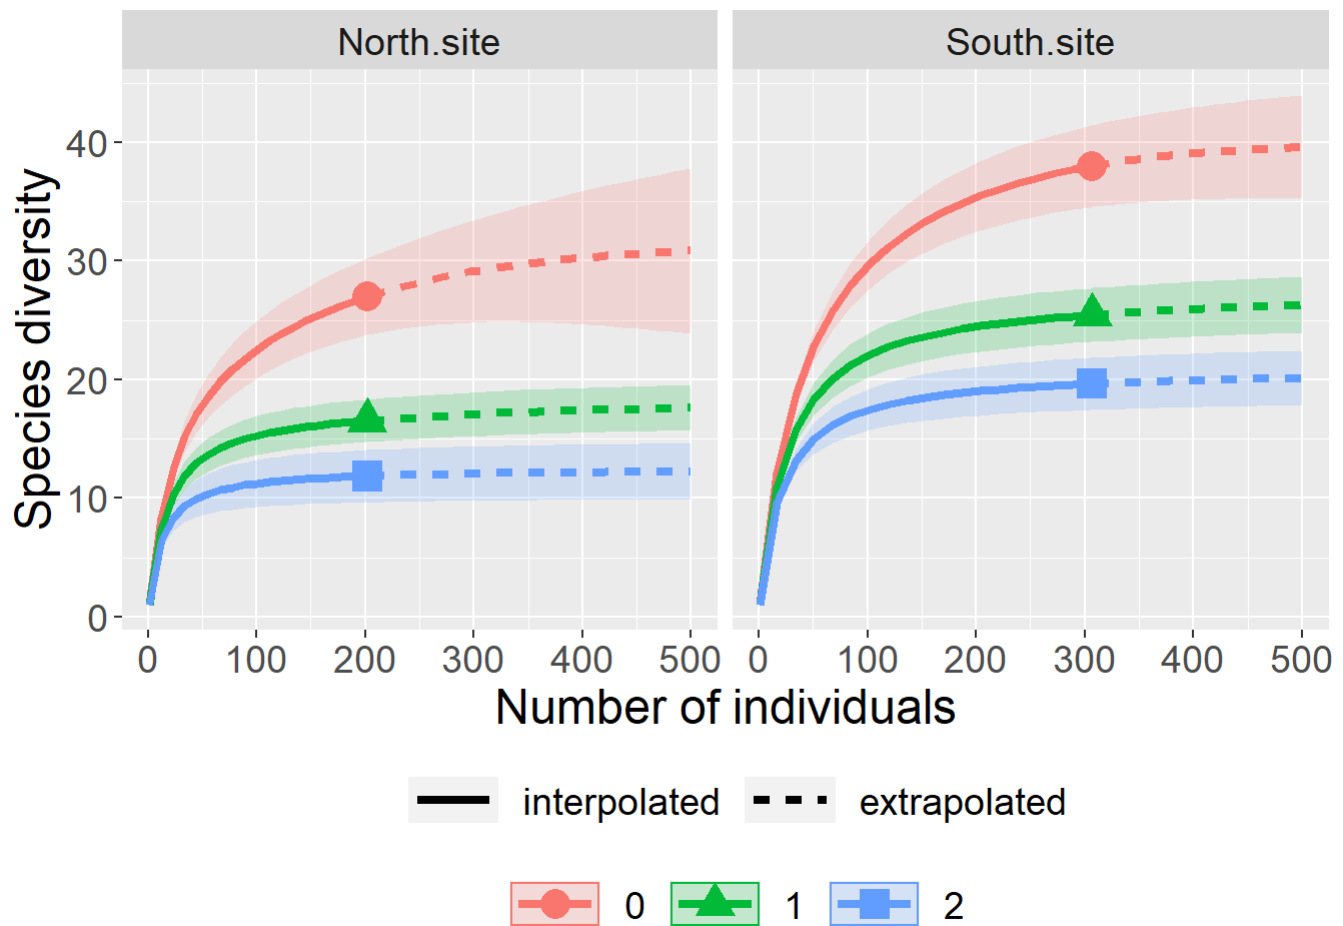 North.site South.site
Species diversity
40
30
20
10
0
0 100 200 300 400 500 0 100 200 300 400 500
Number of individuals
interpolated extrapolated
0 1 2